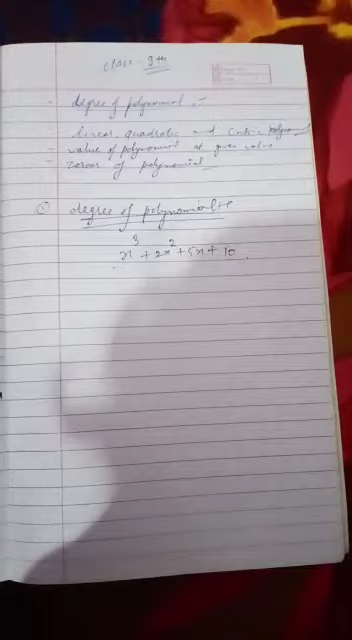 class - 9th
- degree of polynomial :-
- linear, quadratic and cubic polynomial
- value of polynomial at given value
- zeroes of polynomial
① degree of polynomial :-
x³ + 2x² + 5x + 10.